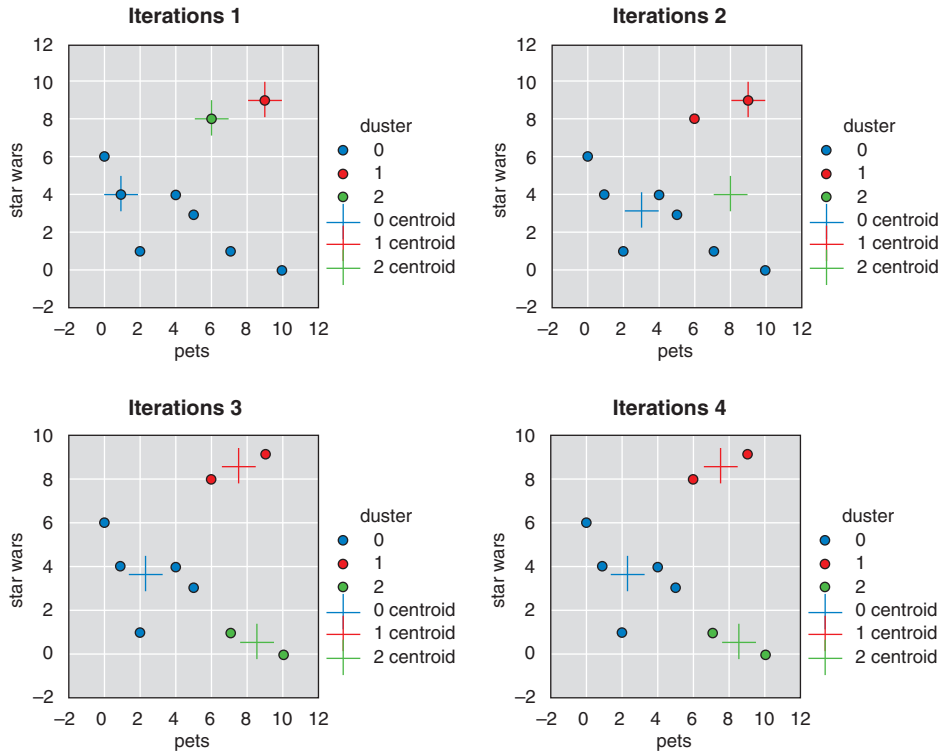 Iterations 1
12
10
8
6
4
2
0
−2
star wars
−2 0 2 4 6 8 10 12
pets
duster
0
1
2
0 centroid
1 centroid
2 centroid
Iterations 2
12
10
8
6
4
2
0
−2
star wars
−2 0 2 4 6 8 10 12
pets
duster
0
1
2
0 centroid
1 centroid
2 centroid
Iterations 3
10
8
6
4
2
0
−2
star wars
−2 0 2 4 6 8 10 12
pets
duster
0
1
2
0 centroid
1 centroid
2 centroid
Iterations 4
10
8
6
4
2
0
−2
star wars
−2 0 2 4 6 8 10 12
pets
duster
0
1
2
0 centroid
1 centroid
2 centroid